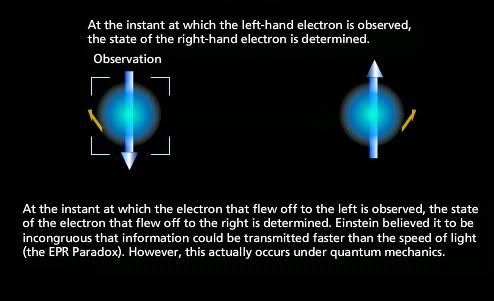 At the instant at which the left-hand electron is observed,
the state of the right-hand electron is determined.
Observation
At the instant at which the electron that flew off to the left is observed, the state
of the electron that flew off to the right is determined. Einstein believed it to be
incongruous that information could be transmitted faster than the speed of light
(the EPR Paradox). However, this actually occurs under quantum mechanics.